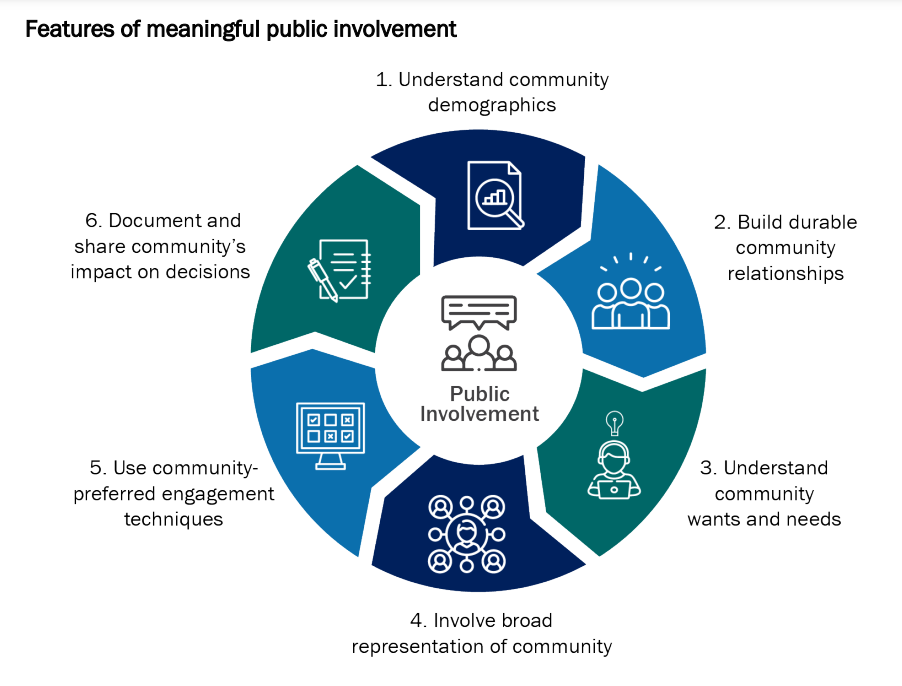 Features of meaningful public involvement
1. Understand community
demographics
2. Build durable
community
relationships
3. Understand
community
wants and needs
4. Involve broad
representation of community
5. Use community-
preferred engagement
techniques
6. Document and
share community’s
impact on decisions
Public
Involvement